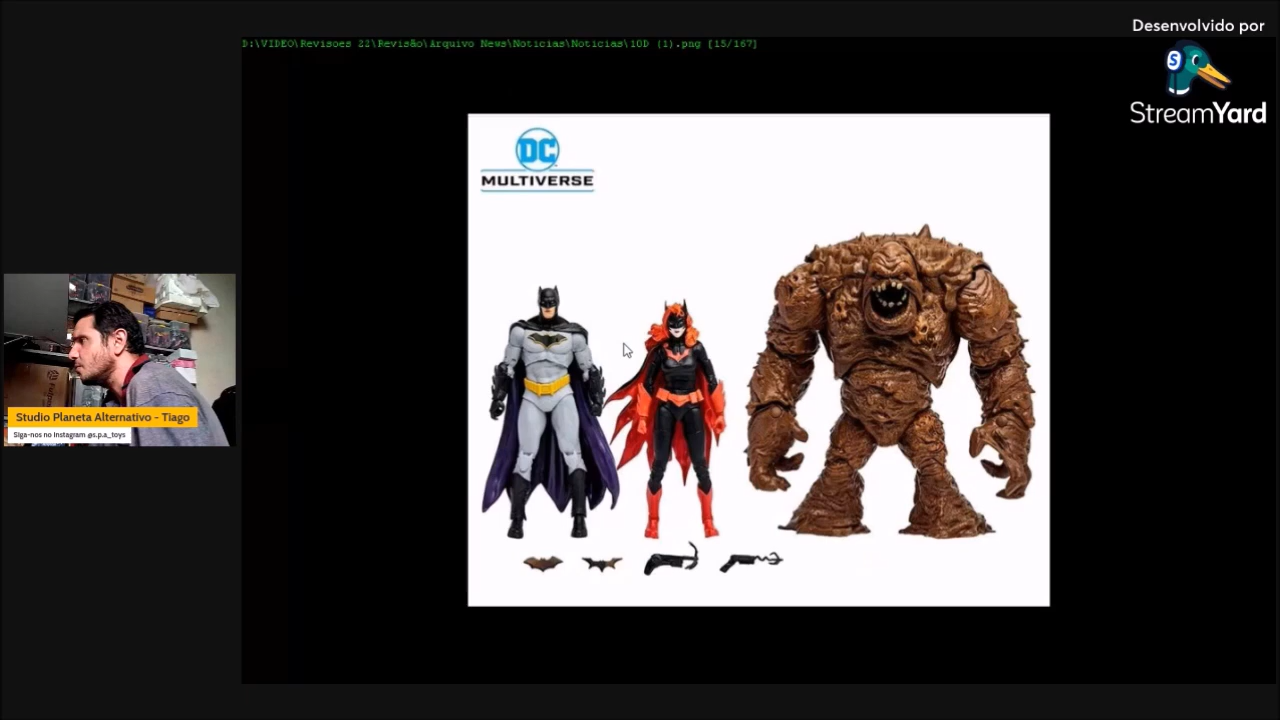 Desenvolvido por
StreamYard
D:\VIDEO\Revisoes 22\Revisão\Arquivo News\Noticias\Noticias\10D (1).png [15/167]
DC
MULTIVERSE
Studio Planeta Alternativo - Tiago
Siga-nos no Instagram @s.p.a_toys